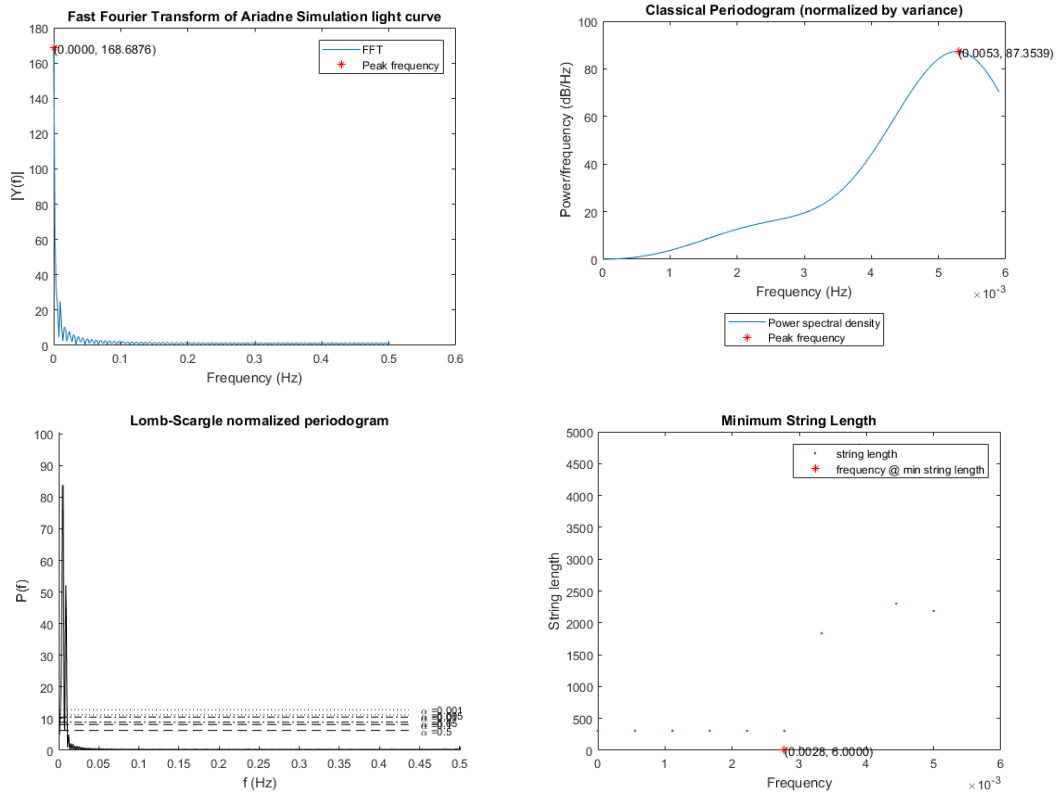 Fast Fourier Transform of Ariadne Simulation light curve
180
160
140
120
100
80
60
40
20
0
|Y(f)|
(0.0000, 168.6876)
FFT
Peak frequency
0 0.1 0.2 0.3 0.4 0.5 0.6
Frequency (Hz)
Classical Periodogram (normalized by variance)
100
80
60
40
20
0
Power/frequency (dB/Hz)
(0.0053, 87.3539)
0 1 2 3 4 5 6
×10-3
Frequency (Hz)
Power spectral density
Peak frequency
Lomb-Scargle normalized periodogram
100
90
80
70
60
50
40
30
20
10
0
P(f)
α =0.001
α =0.5
0 0.05 0.1 0.15 0.2 0.25 0.3 0.35 0.4 0.45 0.5
f (Hz)
Minimum String Length
5000
4500
4000
3500
3000
2500
2000
1500
1000
500
0
String length
string length
frequency @ min string length
(0.0028, 6.0000)
0 1 2 3 4 5 6
×10-3
Frequency